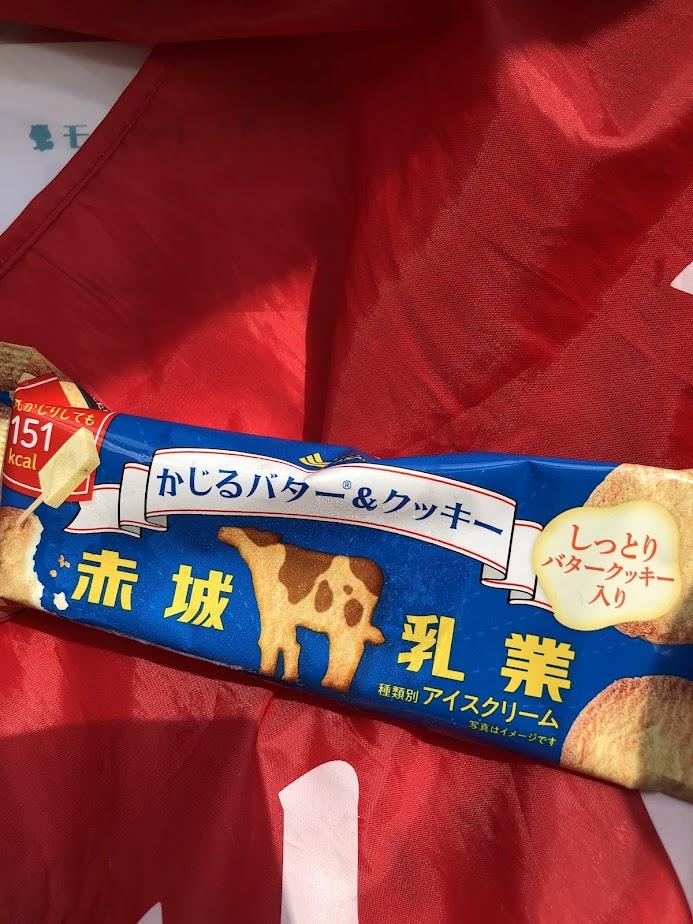 モ
丸かじりしても
151
kcal
かじるバター®&クッキー
しっとり
バタークッキー
入り
赤城
乳業
種類別 アイスクリーム
写真はイメージです